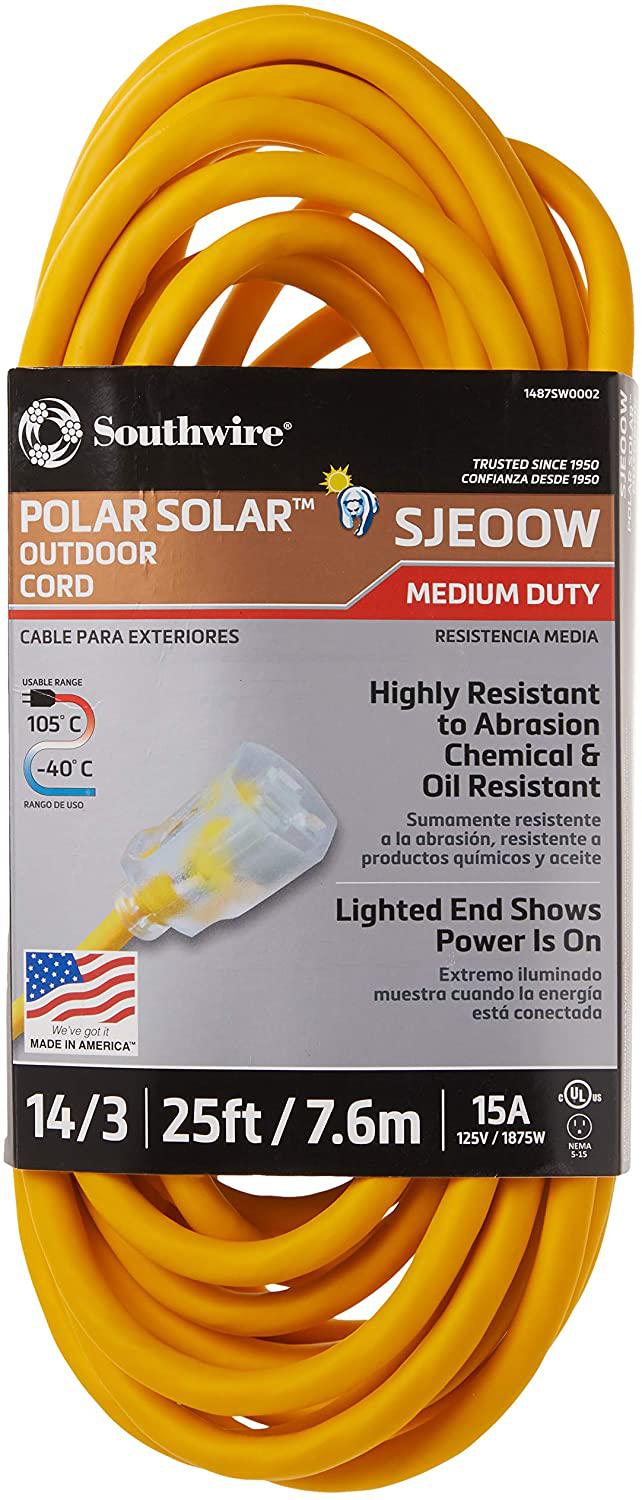 1487SW0002
Southwire®
TRUSTED SINCE 1950
CONFIANZA DESDE 1950
POLAR SOLAR™
OUTDOOR
CORD
SJEOOW
MEDIUM DUTY
CABLE PARA EXTERIORES
RESISTENCIA MEDIA
USABLE RANGE
105°C
-40°C
RANGO DE USO
Highly Resistant
to Abrasion
Chemical &
Oil Resistant
Sumamente resistente
a la abrasión, resistente a
productos químicos y aceite
Lighted End Shows
Power Is On
Extremo iluminado
muestra cuando la energía
está conectada
We've got it
MADE IN AMERICA™
14/3
25ft / 7.6m
15A
125V / 1875W
c UL us
NEMA
5-15
SJEOOW